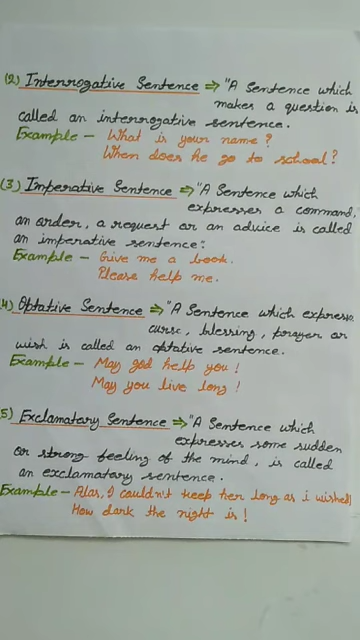 (2) Interrogative Sentence ⇒ "A Sentence which
makes a question is
called an interrogative sentence.
Example – What is your name?
When does he go to school?
(3) Imperative Sentence ⇒ "A Sentence which
expresses a command,
an order, a request or an advice is called
an imperative sentence:
Example – Give me a book.
Please help me.
4) Optative Sentence ⇒ "A Sentence which express
curse, blessing, prayer or
wish is called an optative sentence.
Example – May god help you!
May you live long!
5) Exclamatory Sentence ⇒ "A Sentence which
expresses some sudden
or strong feeling of the mind, is called
an exclamatory sentence.
Example – Alas, I couldn't keep her long as i wished!
How dark the night is!